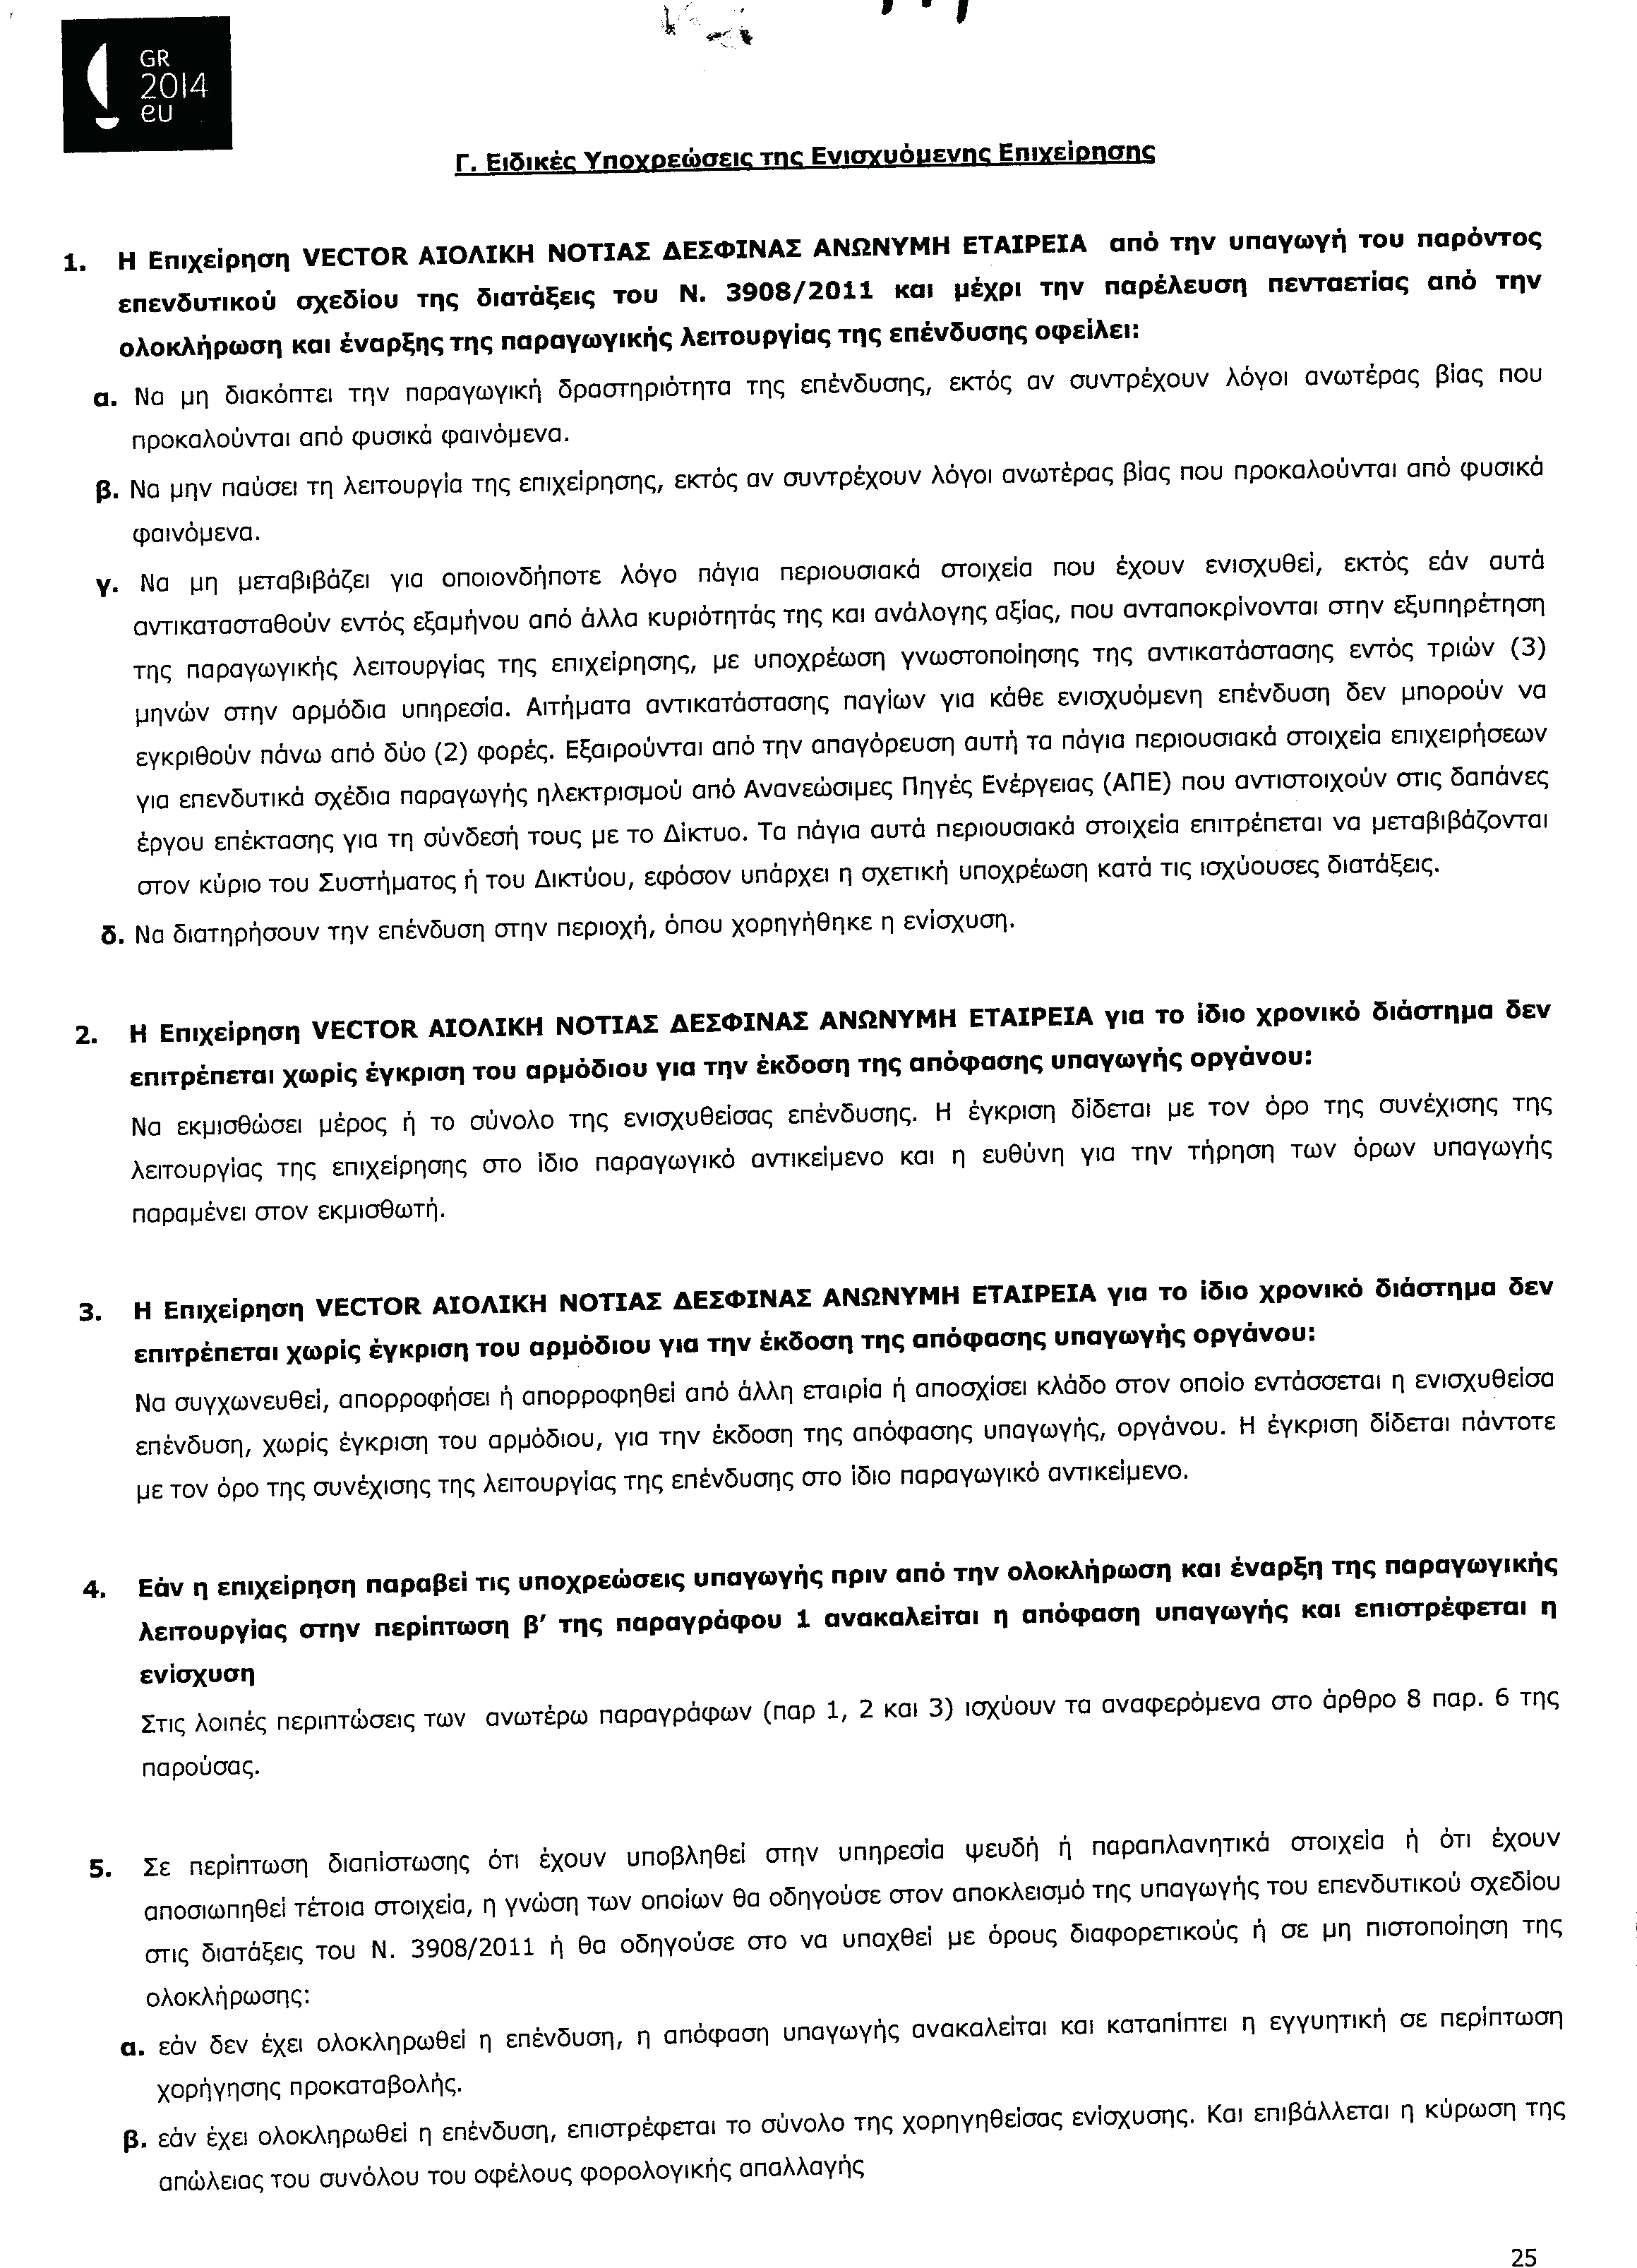 GR
2014
eu
Γ. Ειδικές Υποχρεώσεις της Ενισχυόμενης Επιχείρησης
1. Η Επιχείρηση VECTOR ΑΙΟΛΙΚΗ ΝΟΤΙΑΣ ΔΕΣΦΙΝΑΣ ΑΝΩΝΥΜΗ ΕΤΑΙΡΕΙΑ από την υπαγωγή του παρόντος
επενδυτικού σχεδίου της διατάξεις του Ν. 3908/2011 και μέχρι την παρέλευση πενταετίας από την
ολοκλήρωση και έναρξης της παραγωγικής λειτουργίας της επένδυσης οφείλει:
α. Να μη διακόπτει την παραγωγική δραστηριότητα της επένδυσης, εκτός αν συντρέχουν λόγοι ανωτέρας βίας που
προκαλούνται από φυσικά φαινόμενα.
β. Να μην παύσει τη λειτουργία της επιχείρησης, εκτός αν συντρέχουν λόγοι ανωτέρας βίας που προκαλούνται από φυσικά
φαινόμενα.
γ. Να μη μεταβιβάζει για οποιονδήποτε λόγο πάγια περιουσιακά στοιχεία που έχουν ενισχυθεί, εκτός εάν αυτά
αντικατασταθούν εντός εξαμήνου από άλλα κυριότητάς της και ανάλογης αξίας, που ανταποκρίνονται στην εξυπηρέτηση
της παραγωγικής λειτουργίας της επιχείρησης, με υποχρέωση γνωστοποίησης της αντικατάστασης εντός τριών (3)
μηνών στην αρμόδια υπηρεσία. Αιτήματα αντικατάστασης παγίων για κάθε ενισχυόμενη επένδυση δεν μπορούν να
εγκριθούν πάνω από δύο (2) φορές. Εξαιρούνται από την απαγόρευση αυτή τα πάγια περιουσιακά στοιχεία επιχειρήσεων
για επενδυτικά σχέδια παραγωγής ηλεκτρισμού από Ανανεώσιμες Πηγές Ενέργειας (ΑΠΕ) που αντιστοιχούν στις δαπάνες
έργου επέκτασης για τη σύνδεσή τους με το Δίκτυο. Τα πάγια αυτά περιουσιακά στοιχεία επιτρέπεται να μεταβιβάζονται
στον κύριο του Συστήματος ή του Δικτύου, εφόσον υπάρχει η σχετική υποχρέωση κατά τις ισχύουσες διατάξεις.
δ. Να διατηρήσουν την επένδυση στην περιοχή, όπου χορηγήθηκε η ενίσχυση.
2. Η Επιχείρηση VECTOR ΑΙΟΛΙΚΗ ΝΟΤΙΑΣ ΔΕΣΦΙΝΑΣ ΑΝΩΝΥΜΗ ΕΤΑΙΡΕΙΑ για το ίδιο χρονικό διάστημα δεν
επιτρέπεται χωρίς έγκριση του αρμόδιου για την έκδοση της απόφασης υπαγωγής οργάνου:
Να εκμισθώσει μέρος ή το σύνολο της ενισχυθείσας επένδυσης. Η έγκριση δίδεται με τον όρο της συνέχισης της
λειτουργίας της επιχείρησης στο ίδιο παραγωγικό αντικείμενο και η ευθύνη για την τήρηση των όρων υπαγωγής
παραμένει στον εκμισθωτή.
3. Η Επιχείρηση VECTOR ΑΙΟΛΙΚΗ ΝΟΤΙΑΣ ΔΕΣΦΙΝΑΣ ΑΝΩΝΥΜΗ ΕΤΑΙΡΕΙΑ για το ίδιο χρονικό διάστημα δεν
επιτρέπεται χωρίς έγκριση του αρμόδιου για την έκδοση της απόφασης υπαγωγής οργάνου:
Να συγχωνευθεί, απορροφήσει ή απορροφηθεί από άλλη εταιρία ή αποσχίσει κλάδο στον οποίο εντάσσεται η ενισχυθείσα
επένδυση, χωρίς έγκριση του αρμόδιου, για την έκδοση της απόφασης υπαγωγής, οργάνου. Η έγκριση δίδεται πάντοτε
με τον όρο της συνέχισης της λειτουργίας της επένδυσης στο ίδιο παραγωγικό αντικείμενο.
4. Εάν η επιχείρηση παραβεί τις υποχρεώσεις υπαγωγής πριν από την ολοκλήρωση και έναρξη της παραγωγικής
λειτουργίας στην περίπτωση β' της παραγράφου 1 ανακαλείται η απόφαση υπαγωγής και επιστρέφεται η
ενίσχυση
Στις λοιπές περιπτώσεις των ανωτέρω παραγράφων (παρ 1, 2 και 3) ισχύουν τα αναφερόμενα στο άρθρο 8 παρ. 6 της
παρούσας.
5. Σε περίπτωση διαπίστωσης ότι έχουν υποβληθεί στην υπηρεσία ψευδή ή παραπλανητικά στοιχεία ή ότι έχουν
αποσιωπηθεί τέτοια στοιχεία, η γνώση των οποίων θα οδηγούσε στον αποκλεισμό της υπαγωγής του επενδυτικού σχεδίου
στις διατάξεις του Ν. 3908/2011 ή θα οδηγούσε στο να υπαχθεί με όρους διαφορετικούς ή σε μη πιστοποίηση της
ολοκλήρωσης:
α. εάν δεν έχει ολοκληρωθεί η επένδυση, η απόφαση υπαγωγής ανακαλείται και καταπίπτει η εγγυητική σε περίπτωση
χορήγησης προκαταβολής.
β. εάν έχει ολοκληρωθεί η επένδυση, επιστρέφεται το σύνολο της χορηγηθείσας ενίσχυσης. Και επιβάλλεται η κύρωση της
απώλειας του συνόλου του οφέλους φορολογικής απαλλαγής
25